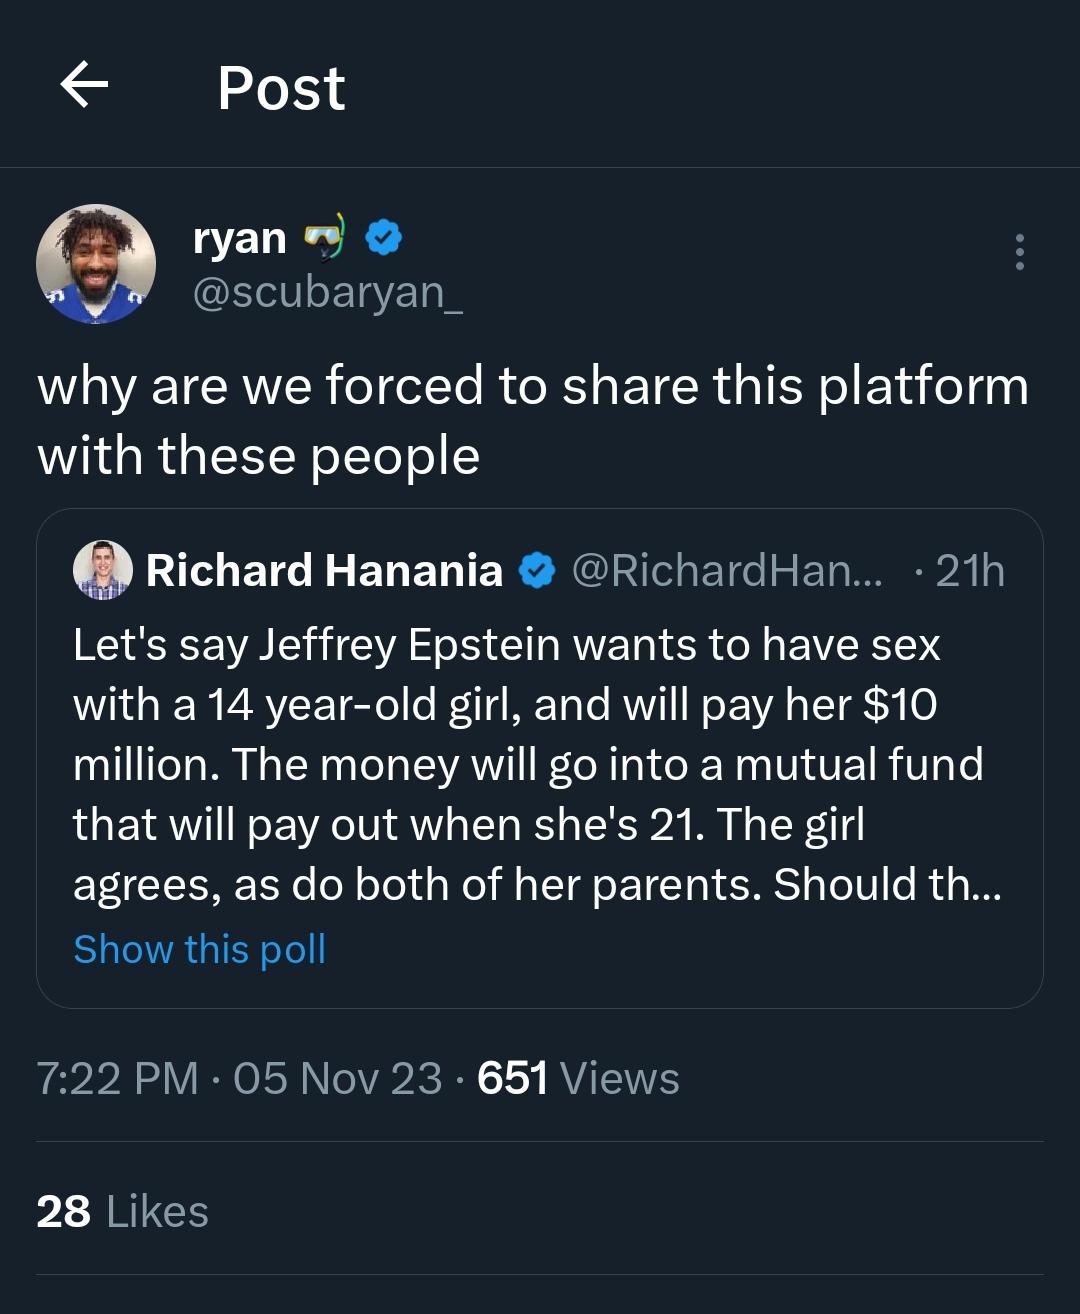 Post
ryan 🤿
@scubaryan_
why are we forced to share this platform
with these people
Richard Hanania @RichardHan... · 21h
Let's say Jeffrey Epstein wants to have sex
with a 14 year-old girl, and will pay her $10
million. The money will go into a mutual fund
that will pay out when she's 21. The girl
agrees, as do both of her parents. Should th...
Show this poll
7:22 PM · 05 Nov 23 · 651 Views
28 Likes